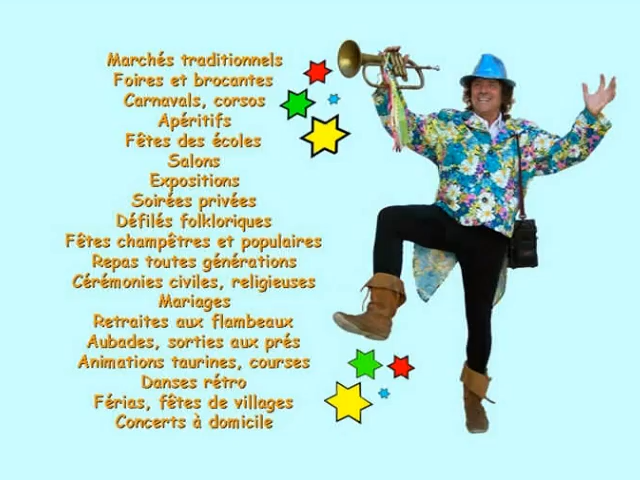 Marchés traditionnels
Foires et brocantes
Carnavals, corsos
Apéritifs
Fêtes des écoles
Salons
Expositions
Soirées privées
Défilés folkloriques
Fêtes champêtres et populaires
Repas toutes générations
Cérémonies civiles, religieuses
Mariages
Retraites aux flambeaux
Aubades, sorties aux prés
Animations taurines, courses
Danses rétro
Férias, fêtes de villages
Concerts à domicile